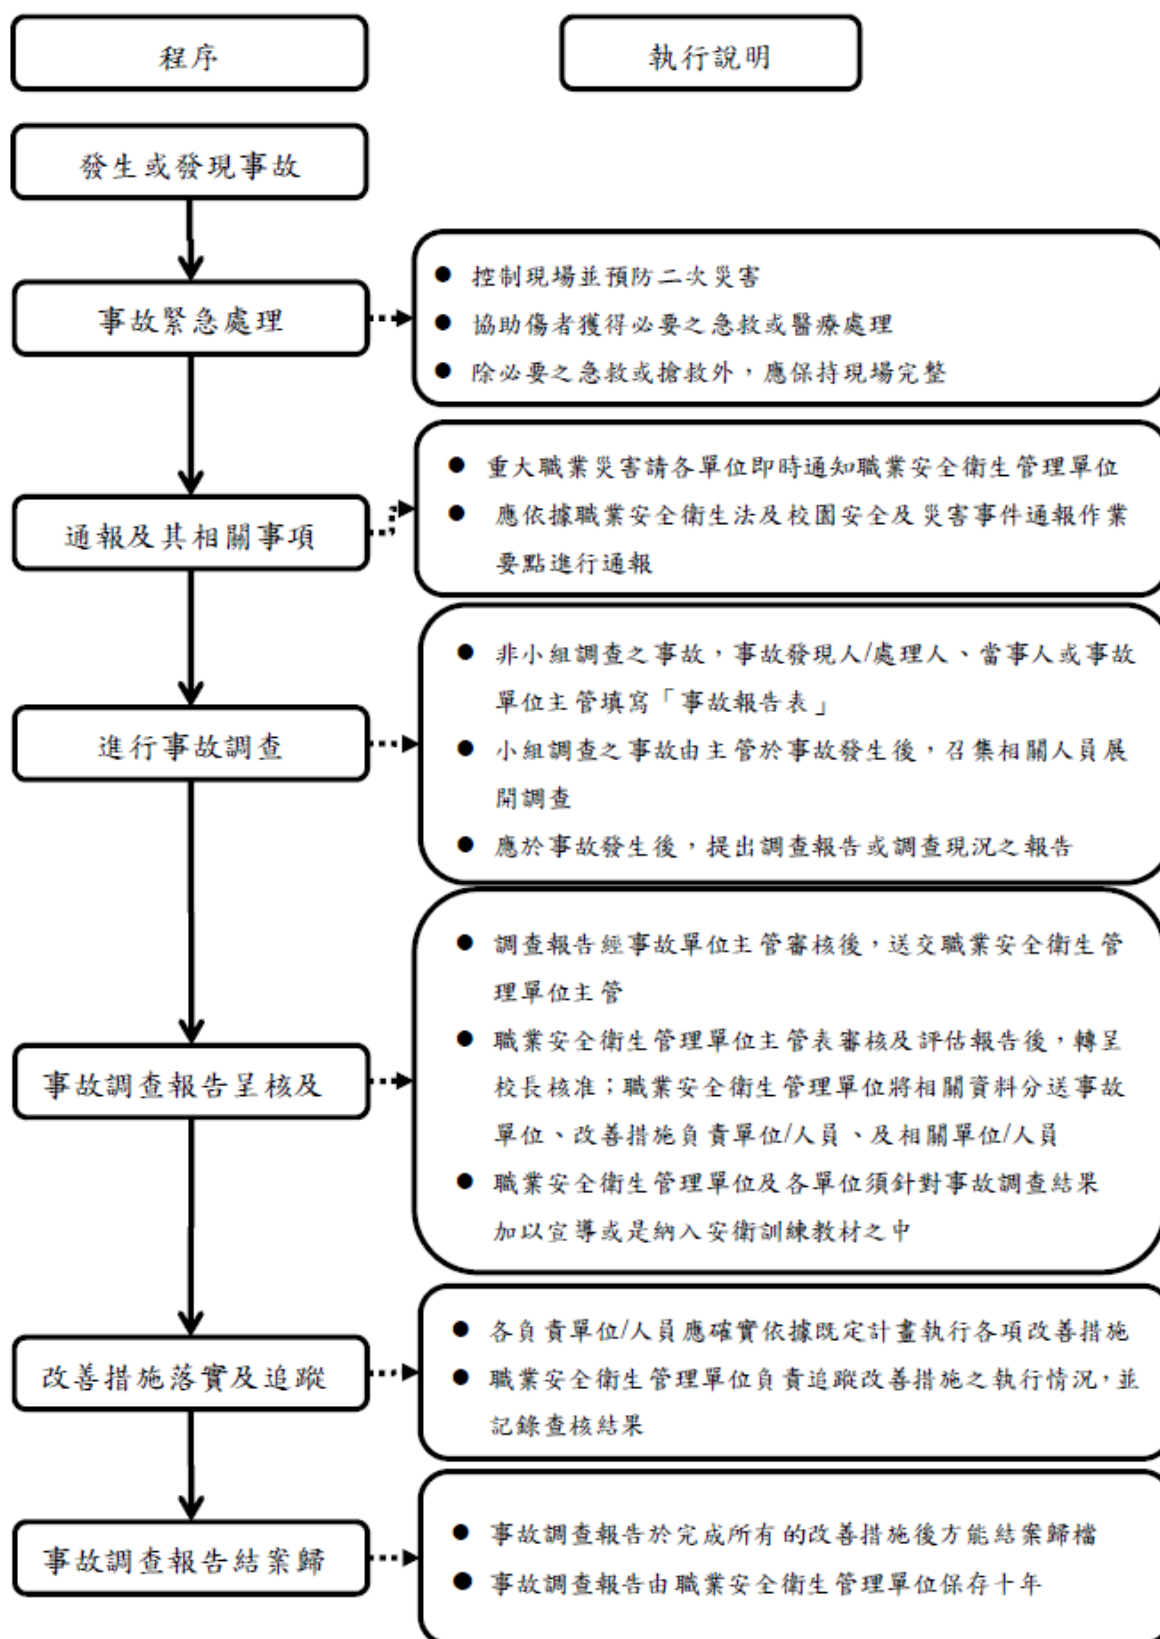 程序
執行說明
發生或發現事故
事故緊急處理
● 控制現場並預防二次災害
● 協助傷者獲得必要之急救或醫療處理
● 除必要之急救或搶救外，應保持現場完整
通報及其相關事項
● 重大職業災害請各單位即時通知職業安全衛生管理單位
● 應依據職業安全衛生法及校園安全及災害事件通報作業
要點進行通報
進行事故調查
● 非小組調查之事故，事故發現人/處理人、當事人或事故
單位主管填寫「事故報告表」
● 小組調查之事故由主管於事故發生後，召集相關人員展
開調查
● 應於事故發生後，提出調查報告或調查現況之報告
事故調查報告呈核及
● 調查報告經事故單位主管審核後，送交職業安全衛生管
理單位主管
● 職業安全衛生管理單位主管表審核及評估報告後，轉呈
校長核准；職業安全衛生管理單位將相關資料分送事故
單位、改善措施負責單位/人員、及相關單位/人員
● 職業安全衛生管理單位及各單位須針對事故調查結果
加以宣導或是納入安衛訓練教材之中
改善措施落實及追蹤
● 各負責單位/人員應確實依據既定計畫執行各項改善措施
● 職業安全衛生管理單位負責追蹤改善措施之執行情況，並
記錄查核結果
事故調查報告結案歸
● 事故調查報告於完成所有的改善措施後方能結案歸檔
● 事故調查報告由職業安全衛生管理單位保存十年